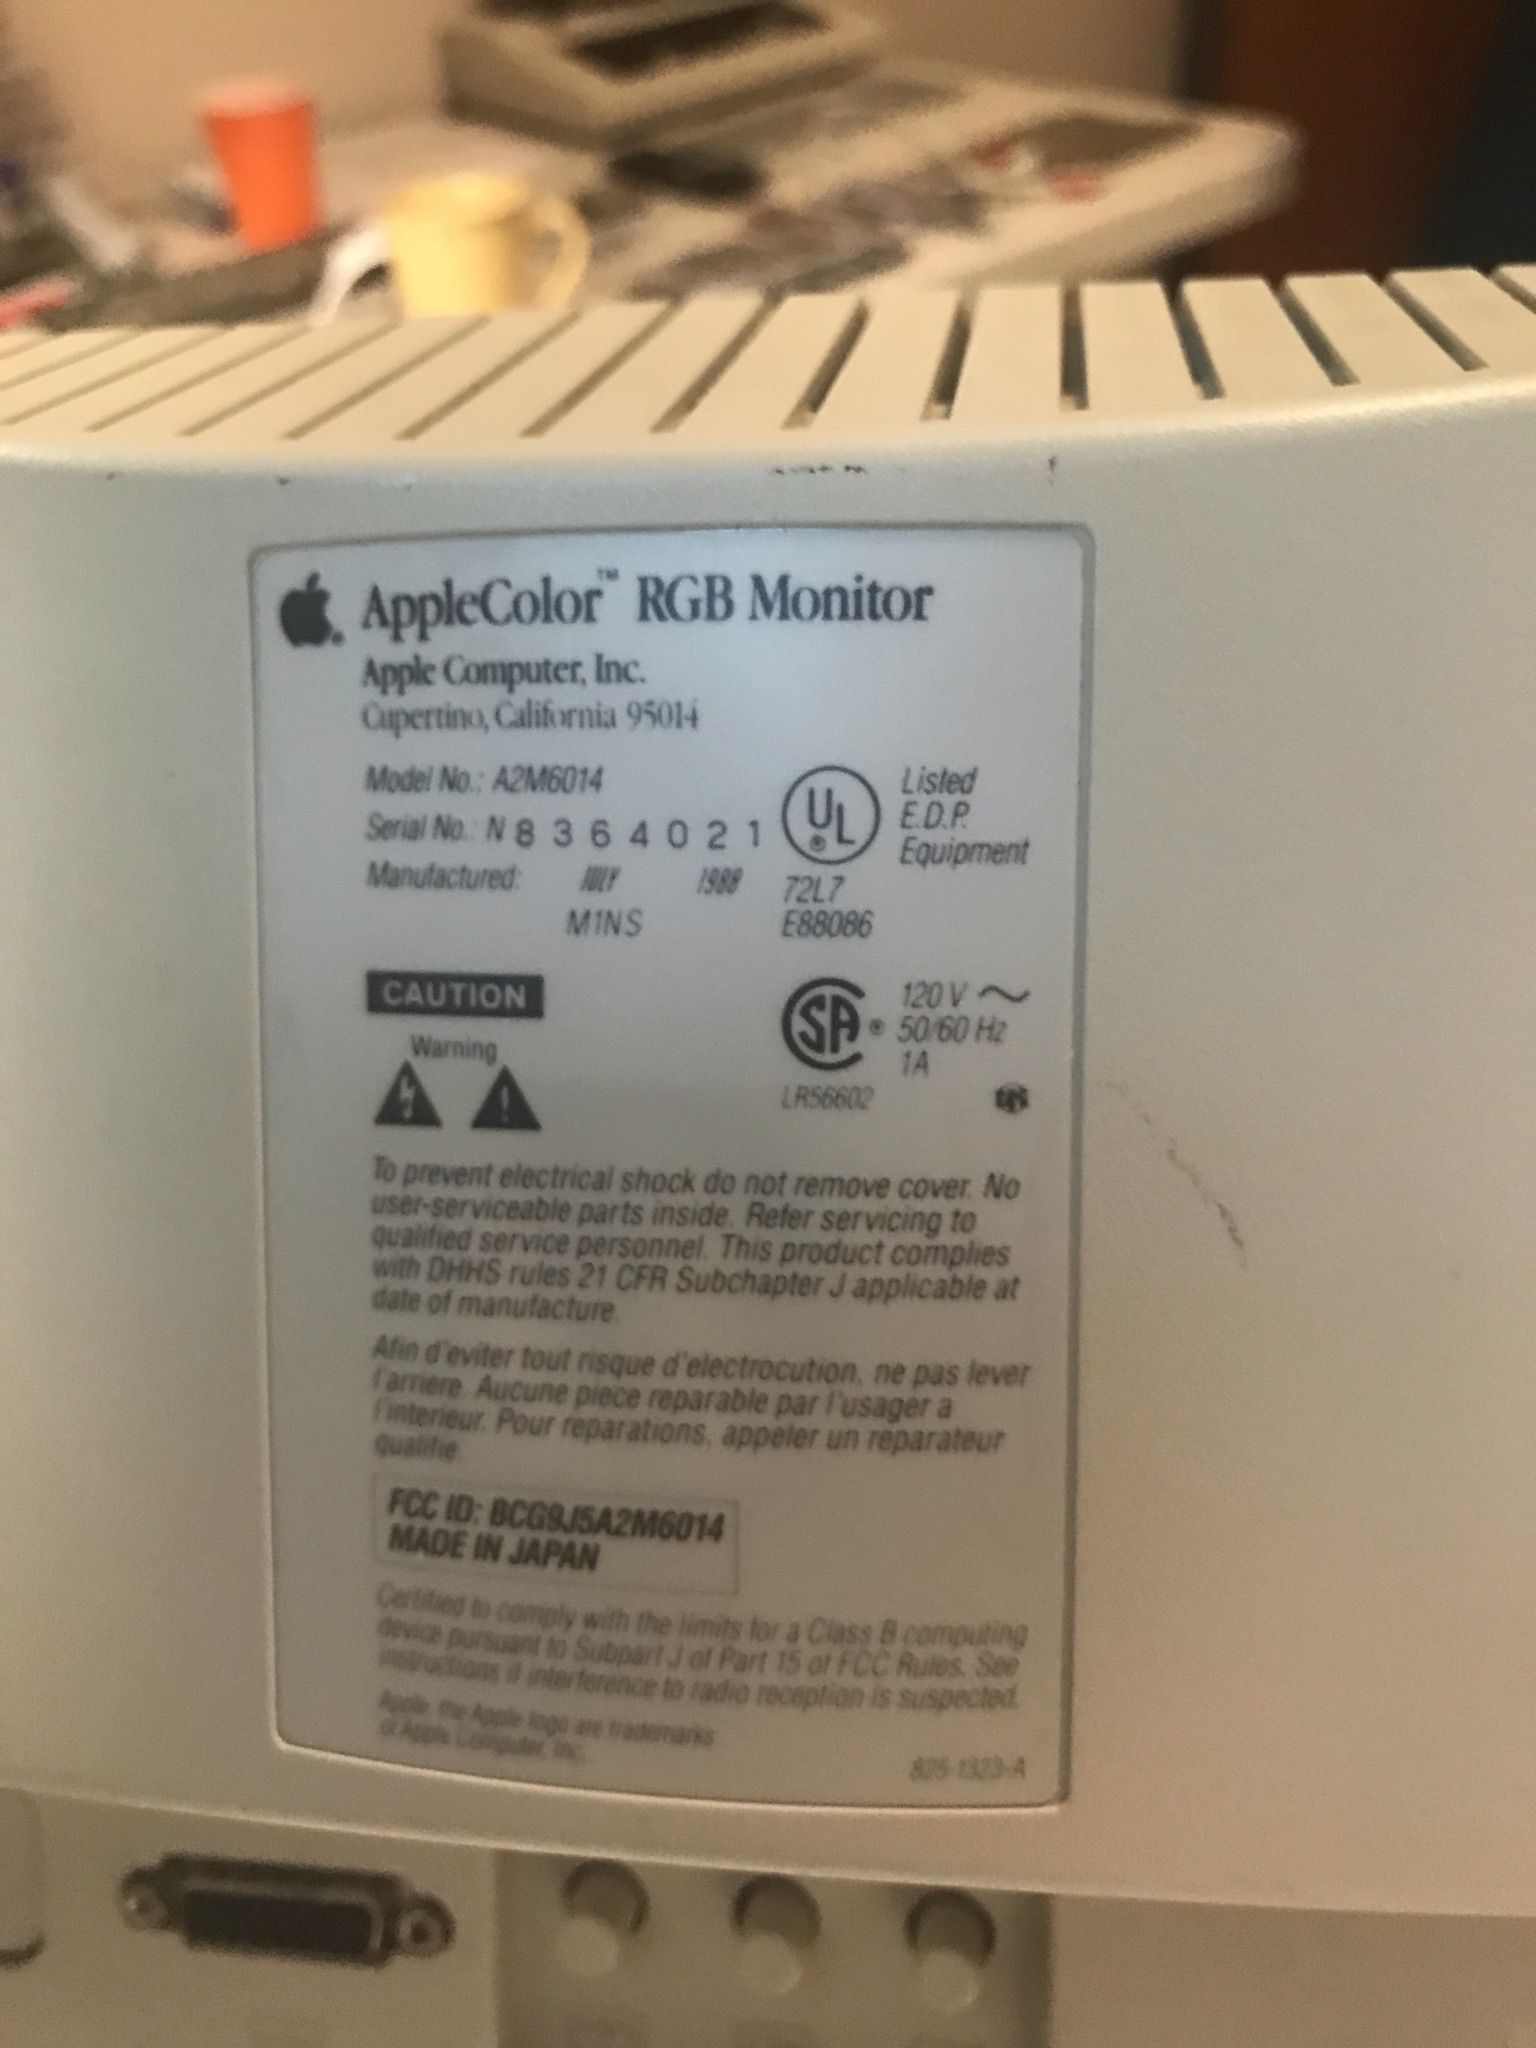 AppleColor™ RGB Monitor
Apple Computer, Inc.
Cupertino, California 95014
Model No.: A2M6014
Serial No.: N 8 3 6 4 0 2 1
Manufactured: JULY 1988
M1NS
UL®
Listed
E.D.P.
Equipment
72L7
E88086
CAUTION
Warning
SA®
120 V ~
50/60 Hz
1A
LR56602
To prevent electrical shock do not remove cover. No
user-serviceable parts inside. Refer servicing to
qualified service personnel. This product complies
with DHHS rules 21 CFR Subchapter J applicable at
date of manufacture.
Afin d'eviter tout risque d'electrocution, ne pas lever
l'arriere. Aucune piece reparable par l'usager a
l'interieur. Pour reparations, appeler un reparateur
qualifie.
FCC ID: BCG9J5A2M6014
MADE IN JAPAN
Certified to comply with the limits for a Class B computing
device pursuant to Subpart J of Part 15 of FCC Rules. See
instructions if interference to radio reception is suspected.
Apple, the Apple logo are trademarks
of Apple Computer, Inc.
825-1323-A